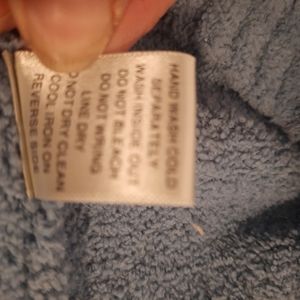 HAND WASH COLD
SEPARATELY
WASH INSIDE OUT
DO NOT BLEACH
DO NOT WRING
LINE DRY
DO NOT DRY CLEAN
COOL IRON ON
REVERSE SIDE